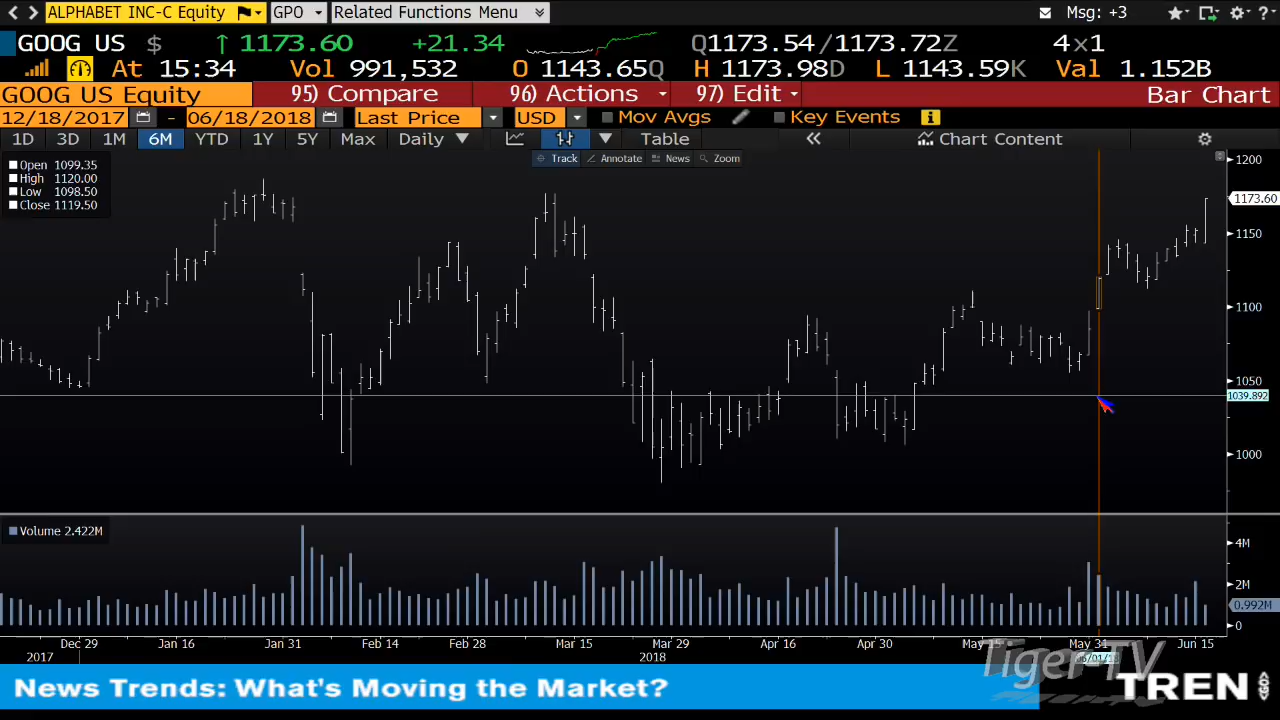 ALPHABET INC-C Equity GPO Related Functions Menu Msg: +3 ?
GOOG US $ ↑ 1173.60 +21.34 Q1173.54/1173.72Z 4×1
At 15:34 Vol 991,532 O 1143.65Q H 1173.98D L 1143.59K Val 1.152B
GOOG US Equity 95) Compare 96) Actions 97) Edit Bar Chart
12/18/2017 - 06/18/2018 Last Price USD Mov Avgs Key Events i
1D 3D 1M 6M YTD 1Y 5Y Max Daily Table « Chart Content
Track Annotate News Zoom
Open 1099.35
High 1120.00
Low 1098.50
Close 1119.50
1200
1173.60
1150
1100
1050
1039.892
1000
Volume 2.422M
4M
2M
0.992M
0
Dec 29 Jan 16 Jan 31 Feb 14 Feb 28 Mar 15 Mar 29 Apr 16 Apr 30 May 15 May 31 Jun 15
2017 2018 06/01/18
Tiger-TV
News Trends: What's Moving the Market? TREN